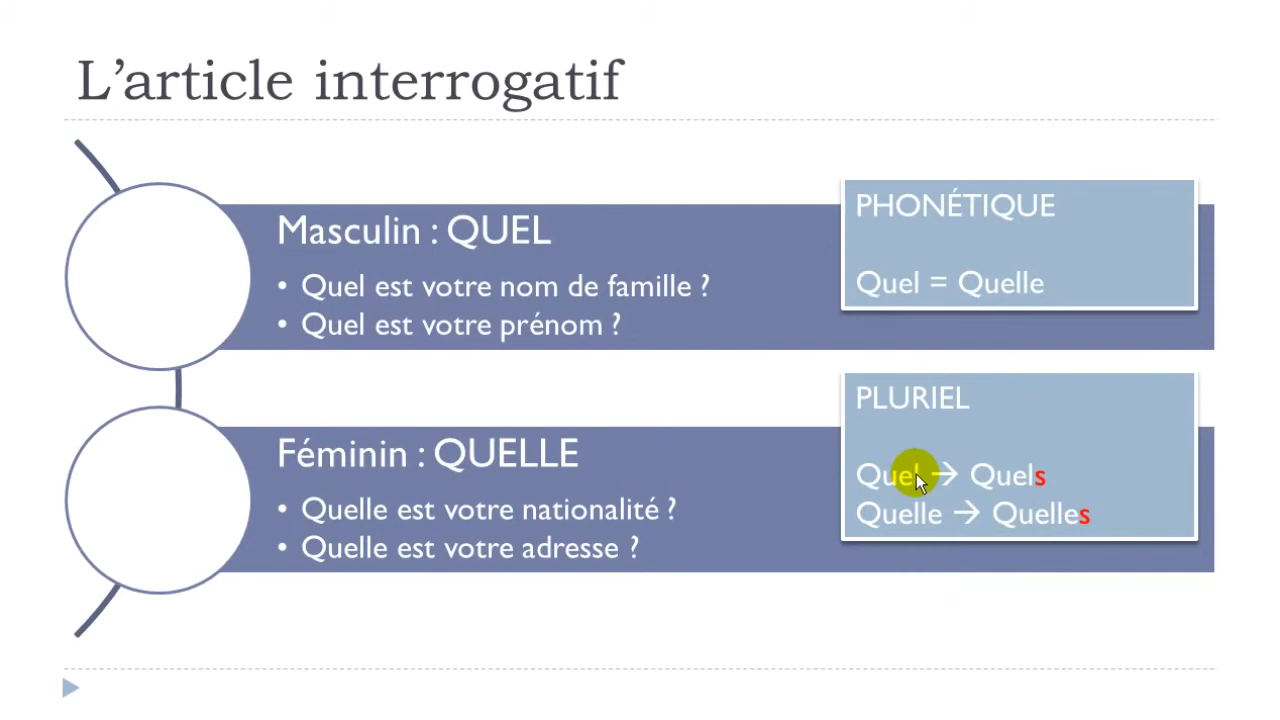 L’article interrogatif
Masculin : QUEL
• Quel est votre nom de famille ?
• Quel est votre prénom ?
PHONÉTIQUE
Quel = Quelle
Féminin : QUELLE
• Quelle est votre nationalité ?
• Quelle est votre adresse ?
PLURIEL
Quel → Quels
Quelle → Quelles